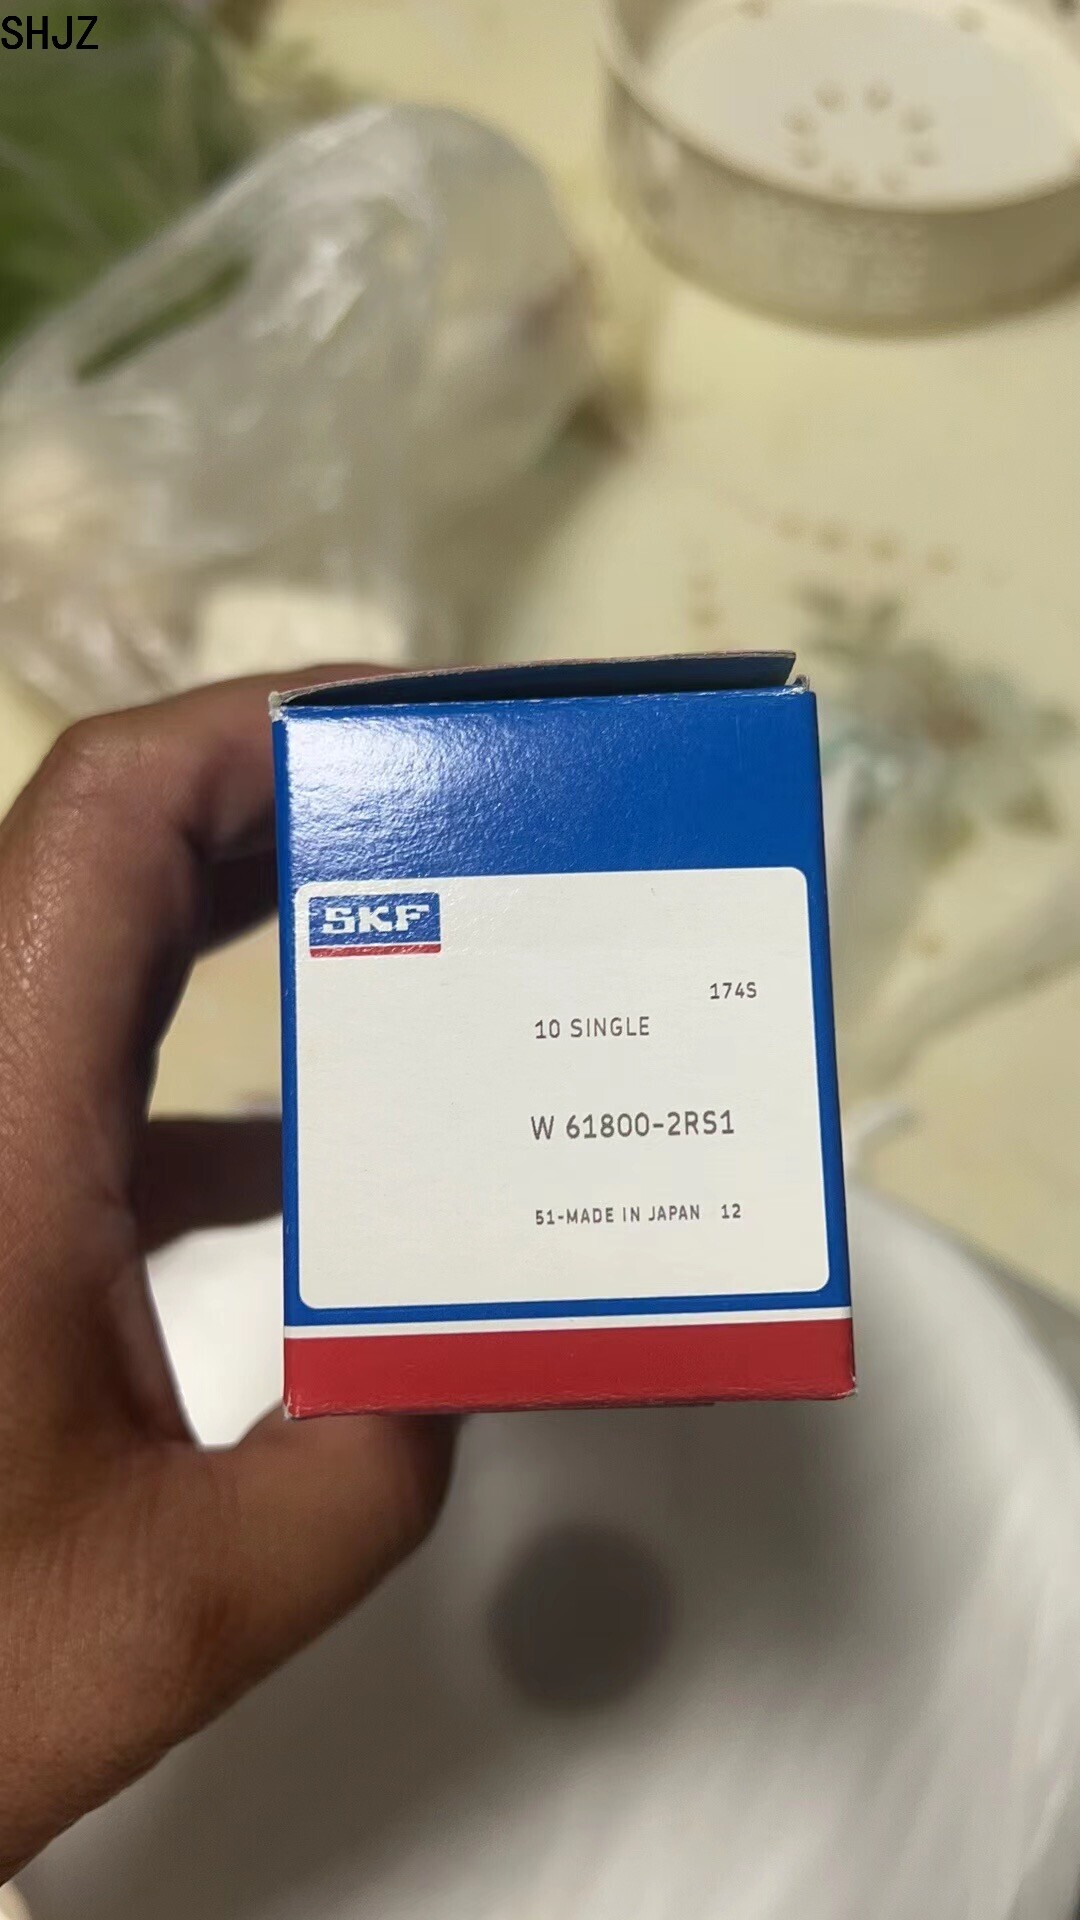 SHJZ
SKF
174S
10 SINGLE
W 61800-2RS1
51-MADE IN JAPAN 12